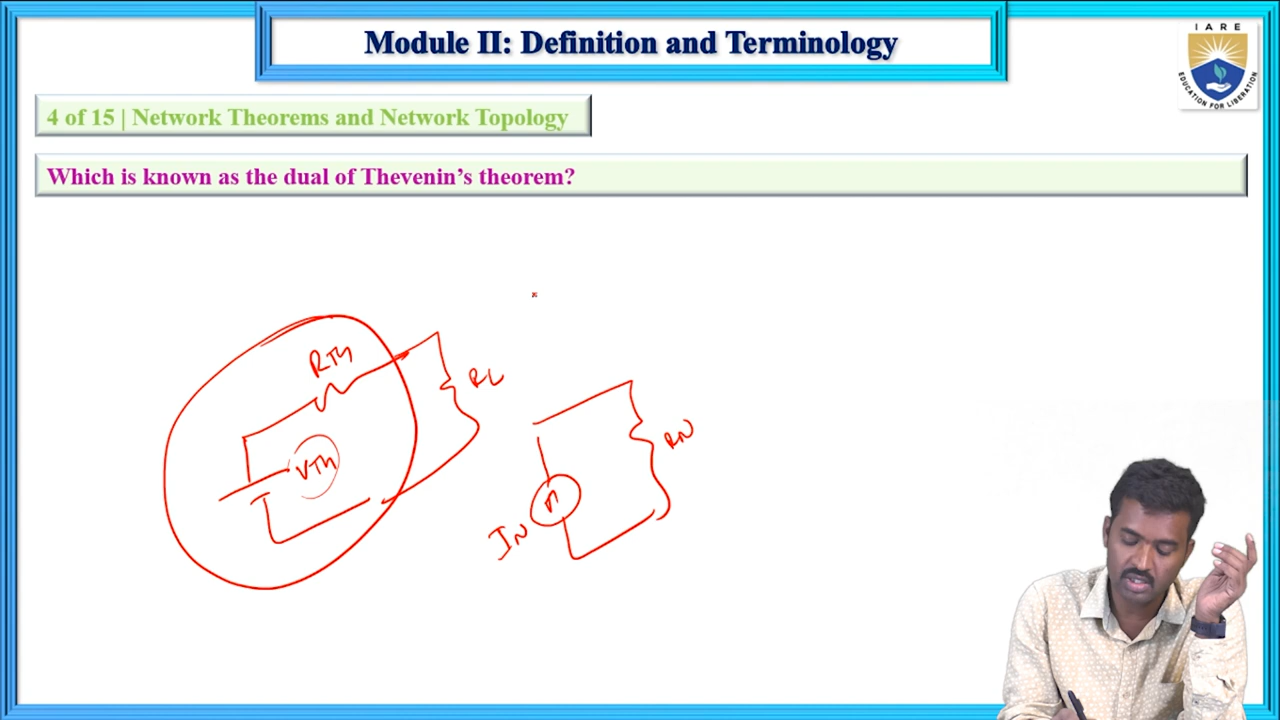 Module II: Definition and Terminology
IARE
EDUCATION FOR LIBERATION
4 of 15 | Network Theorems and Network Topology
Which is known as the dual of Thevenin's theorem?
RTh
RL
VTh
RN
IN